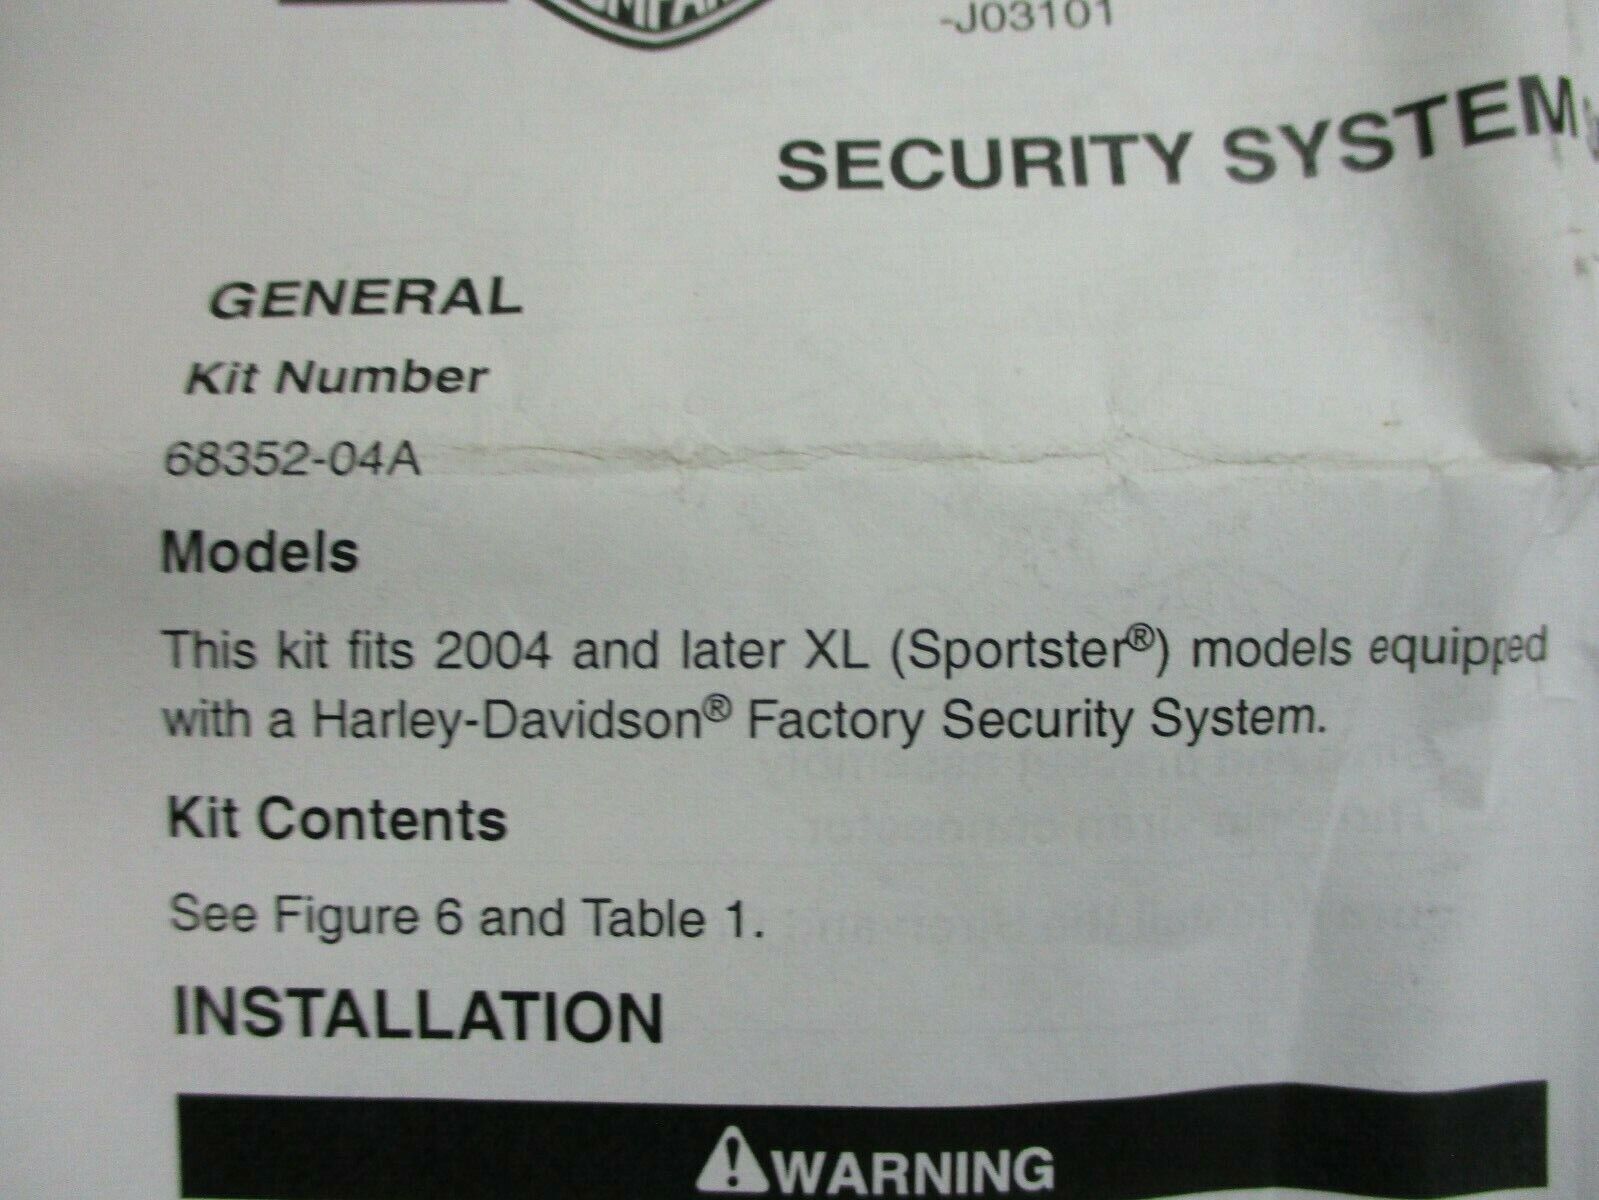 -J03101
SECURITY SYSTEM
GENERAL
Kit Number
68352-04A
Models
This kit fits 2004 and later XL (Sportster®) models equipped
with a Harley-Davidson® Factory Security System.
Kit Contents
See Figure 6 and Table 1.
INSTALLATION
WARNING